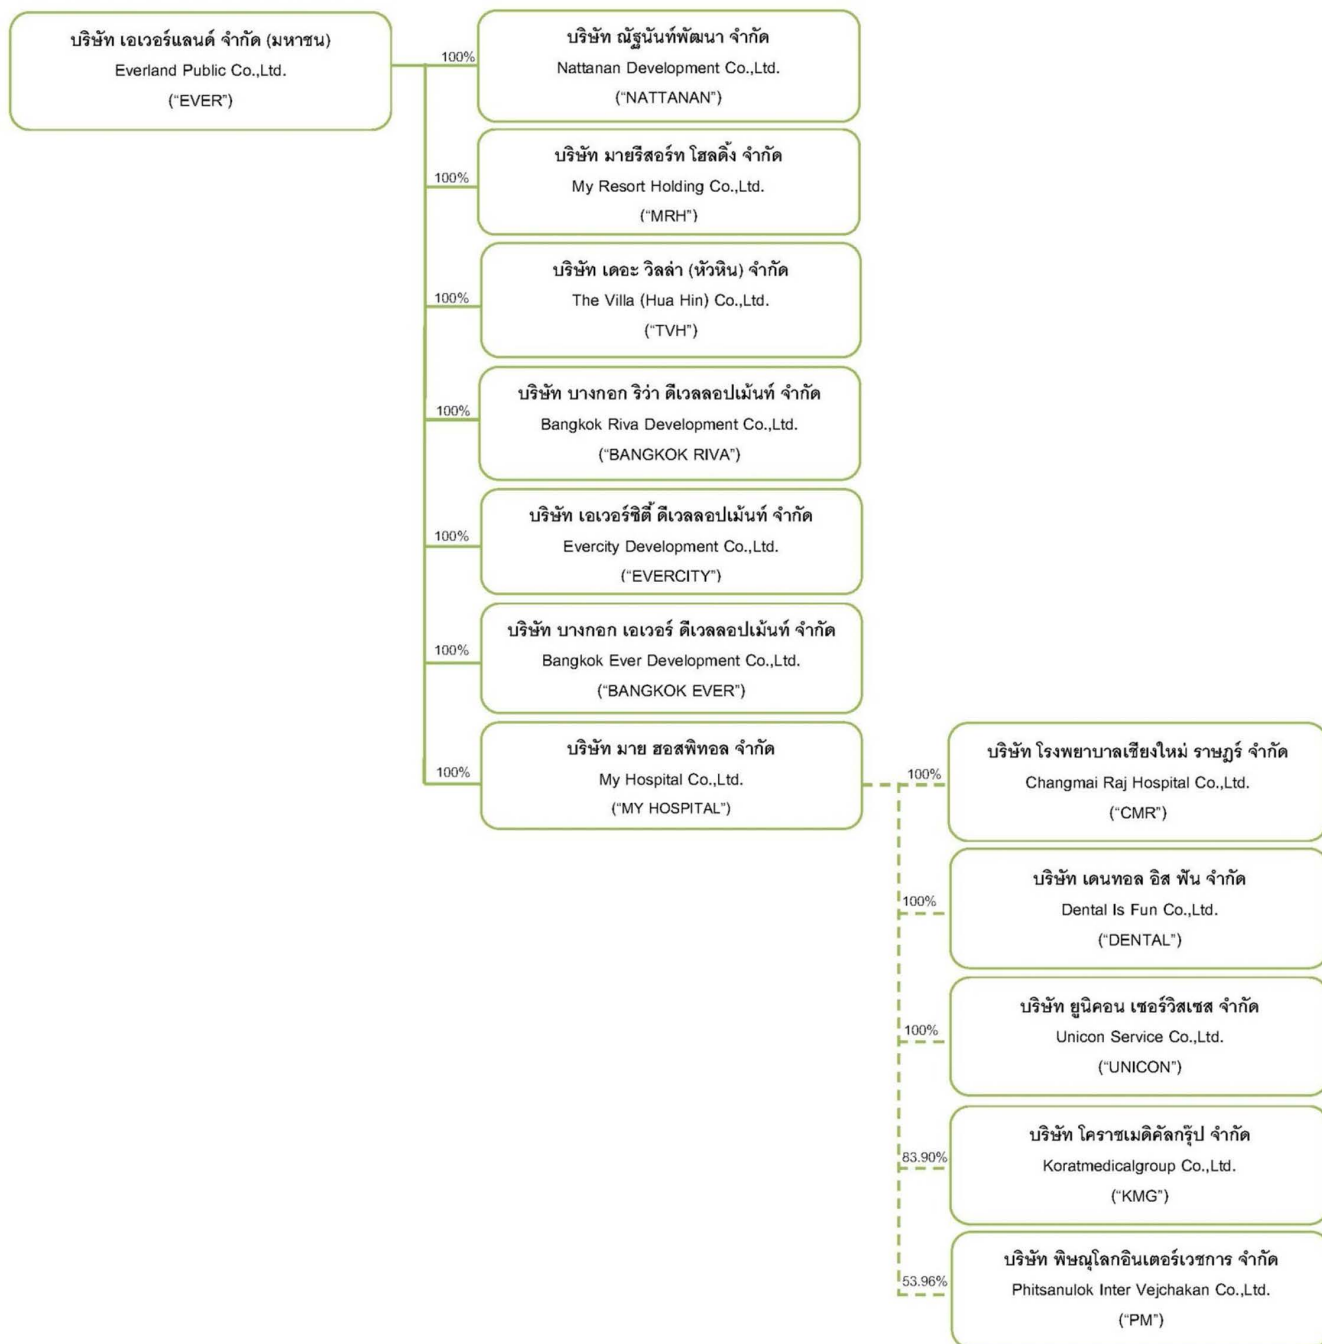 บริษัท เอเวอร์แลนด์ จำกัด (มหาชน)
Everland Public Co.,Ltd.
(“EVER”)
100%
บริษัท ณัฐนันท์พัฒนา จำกัด
Nattanan Development Co.,Ltd.
(“NATTANAN”)
100%
บริษัท มายรีสอร์ท โฮลดิ้ง จำกัด
My Resort Holding Co.,Ltd.
(“MRH”)
100%
บริษัท เดอะ วิลล่า (หัวหิน) จำกัด
The Villa (Hua Hin) Co.,Ltd.
(“TVH”)
100%
บริษัท บางกอก ริว่า ดีเวลลอปเม้นท์ จำกัด
Bangkok Riva Development Co.,Ltd.
(“BANGKOK RIVA”)
100%
บริษัท เอเวอร์ซิตี้ ดีเวลลอปเม้นท์ จำกัด
Evercity Development Co.,Ltd.
(“EVERCITY”)
100%
บริษัท บางกอก เอเวอร์ ดีเวลลอปเม้นท์ จำกัด
Bangkok Ever Development Co.,Ltd.
(“BANGKOK EVER”)
100%
บริษัท มาย ฮอสพิทอล จำกัด
My Hospital Co.,Ltd.
(“MY HOSPITAL”)
100%
บริษัท โรงพยาบาลเชียงใหม่ ราษฎร์ จำกัด
Changmai Raj Hospital Co.,Ltd.
(“CMR”)
100%
บริษัท เดนทอล อิส ฟัน จำกัด
Dental Is Fun Co.,Ltd.
(“DENTAL”)
100%
บริษัท ยูนิคอน เซอร์วิสเซส จำกัด
Unicon Service Co.,Ltd.
(“UNICON”)
83.90%
บริษัท โคราชเมดิคัลกรุ๊ป จำกัด
Koratmedicalgroup Co.,Ltd.
(“KMG”)
53.96%
บริษัท พิษณุโลกอินเตอร์เวชการ จำกัด
Phitsanulok Inter Vejchakan Co.,Ltd.
(“PM”)